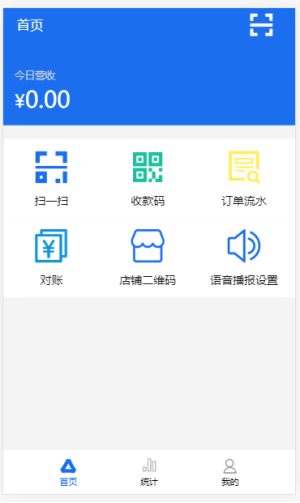 首页
今日营收
¥0.00
扫一扫 收款码 订单流水
对账 店铺二维码 语音播报设置
首页 统计 我的